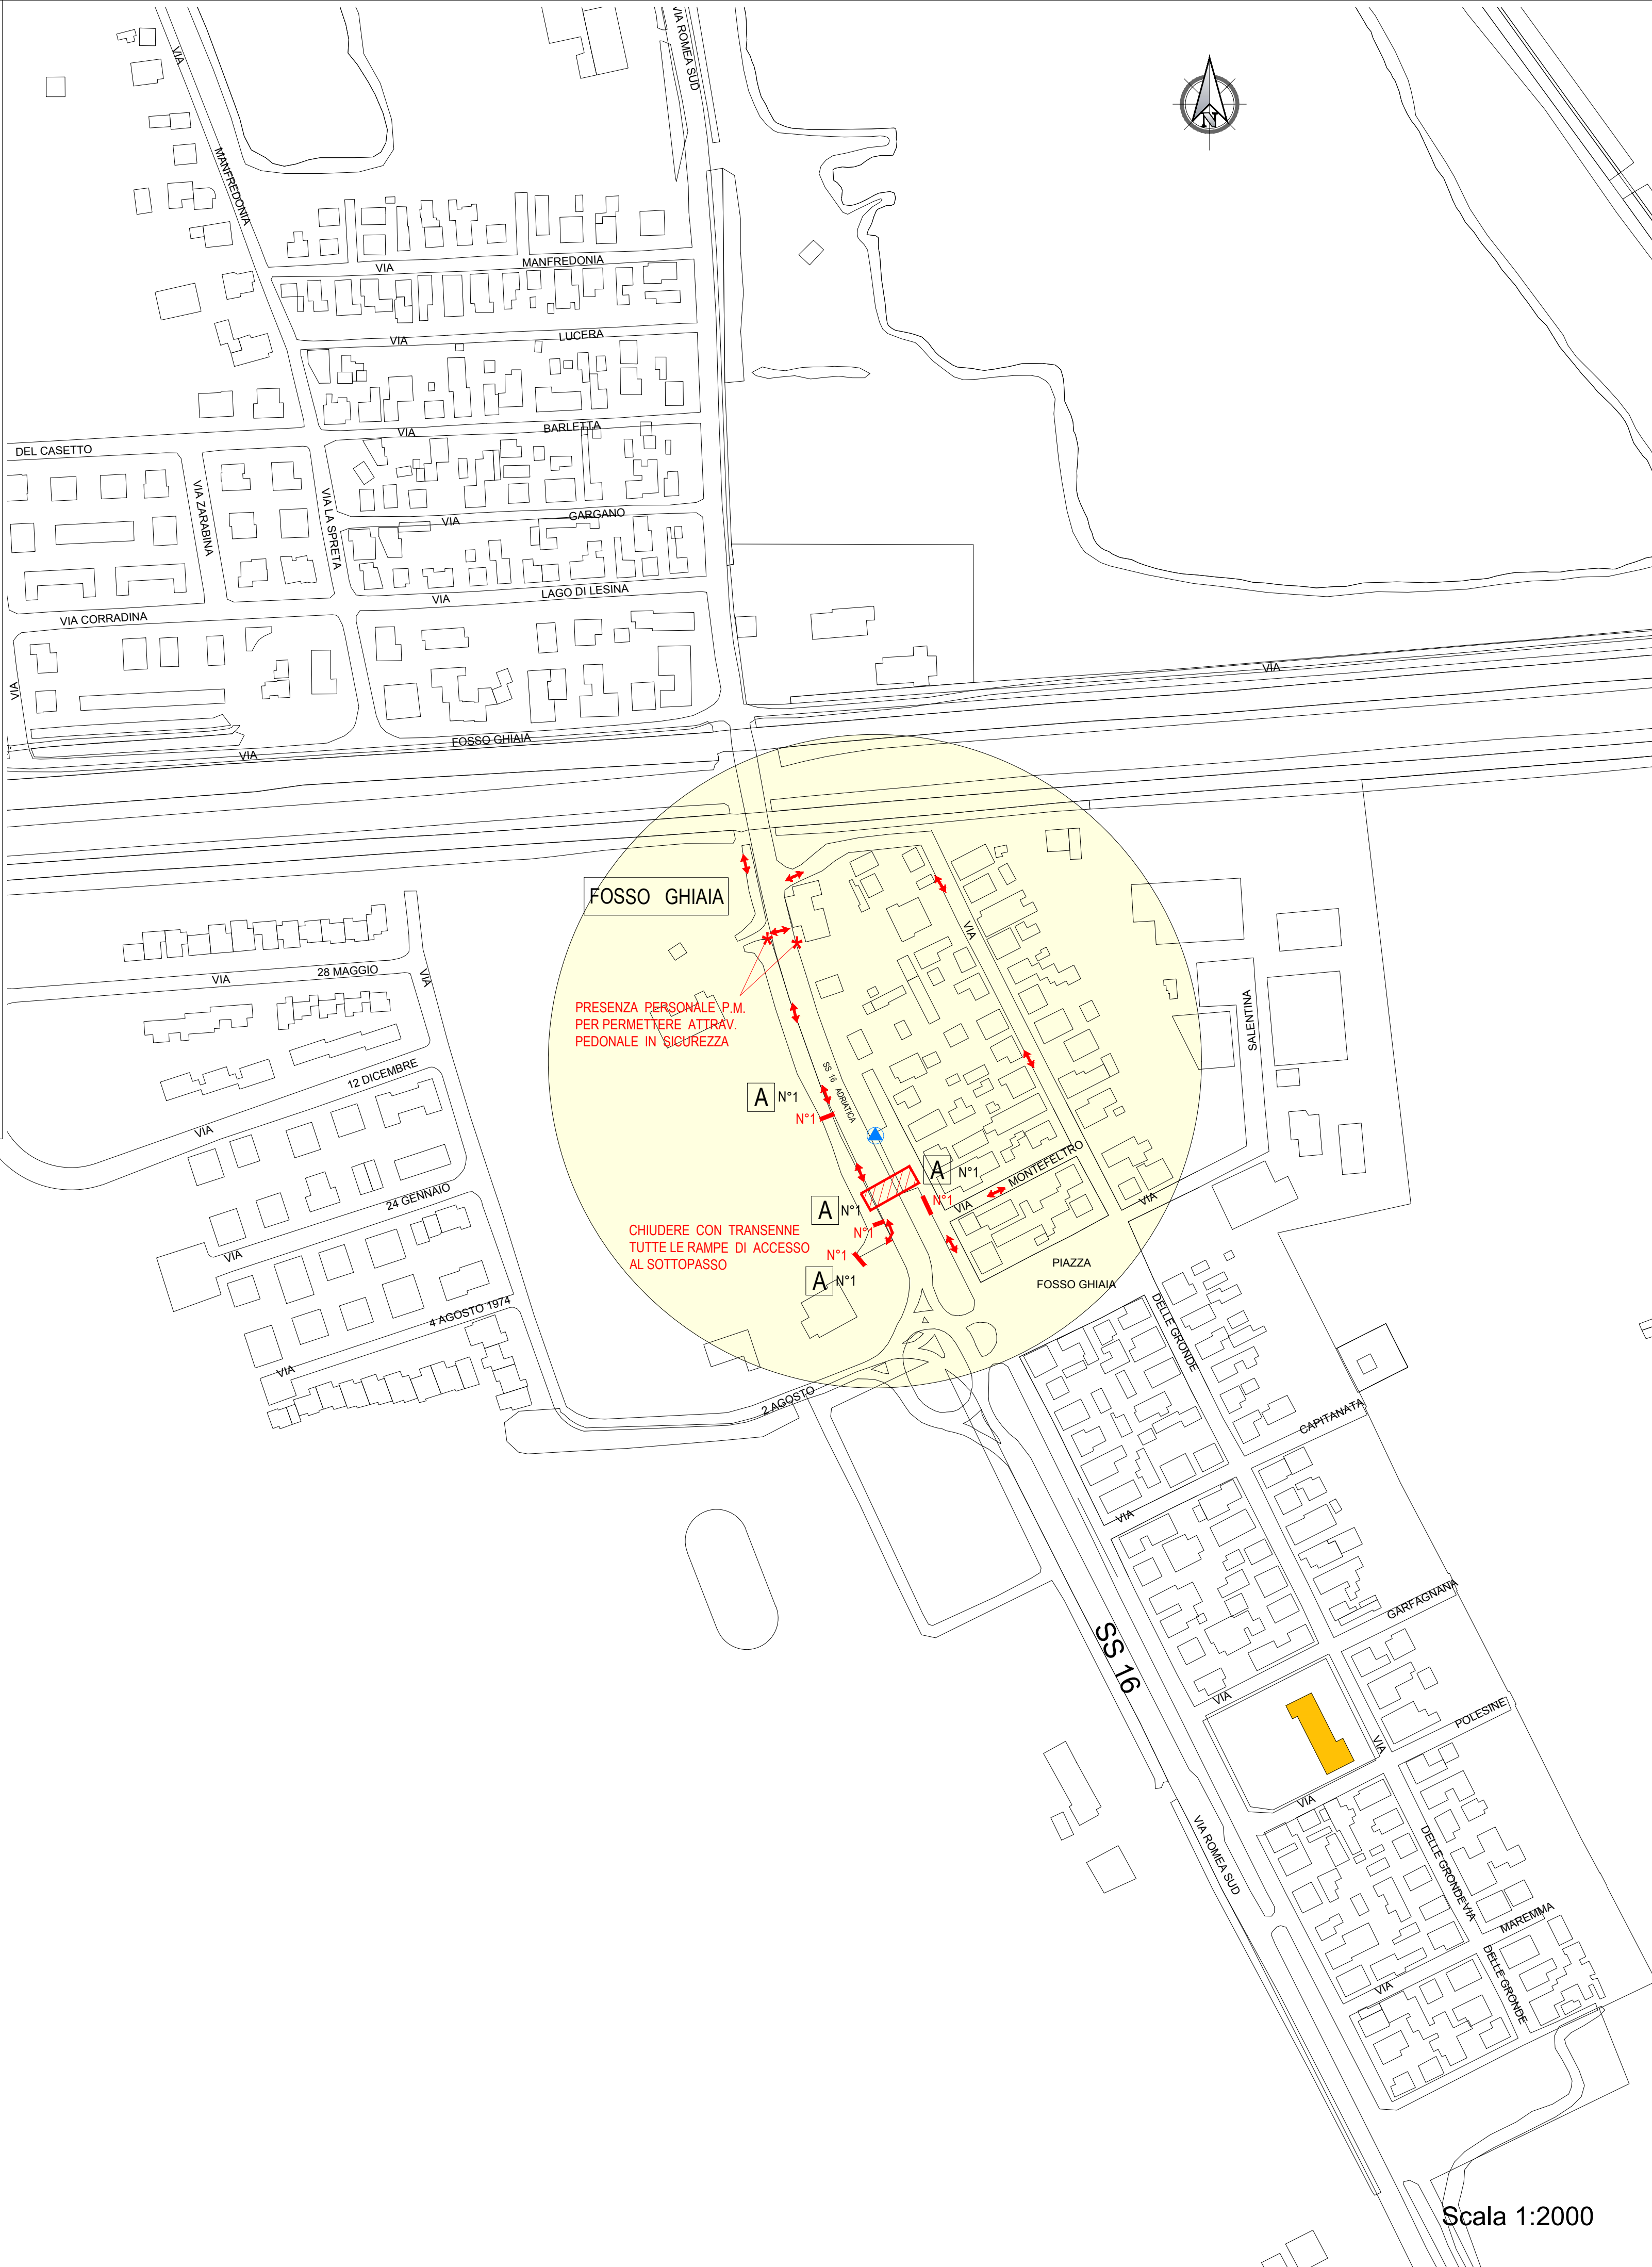 VIA
VIA ROMEA SUD
N
MANFREDONIA
VIA
MANFREDONIA
VIA
LUCERA
VIA
BARLETTA
DEL CASETTO
VIA ZARABINA
VIA LA SPRETA
VIA
GARGANO
VIA
LAGO DI LESINA
VIA CORRADINA
VIA
VIA
VIA
FOSSO GHIAIA
FOSSO GHIAIA
VIA
28 MAGGIO
VIA
VIA
SALENTINA
PRESENZA PERSONALE P.M.
PER PERMETTERE ATTRAV.
PEDONALE IN SICUREZZA
12 DICEMBRE
VIA
SS 16 ADRIATICA
A N°1
N°1
A N°1
MONTEFELTRO
VIA
VIA
N°1
24 GENNAIO
VIA
A N°1
N°1
CHIUDERE CON TRANSENNE
TUTTE LE RAMPE DI ACCESSO
AL SOTTOPASSO
N°1
A N°1
PIAZZA
FOSSO GHIAIA
4 AGOSTO 1974
VIA
DELLE GRONDE
2 AGOSTO
CAPITANATA
VIA
GARFAGNANA
SS 16
VIA
POLESINE
VIA
VIA
VIA ROMEA SUD
DELLE GRONDE
VIA
MAREMMA
VIA
DELLE GRONDE
Scala 1:2000